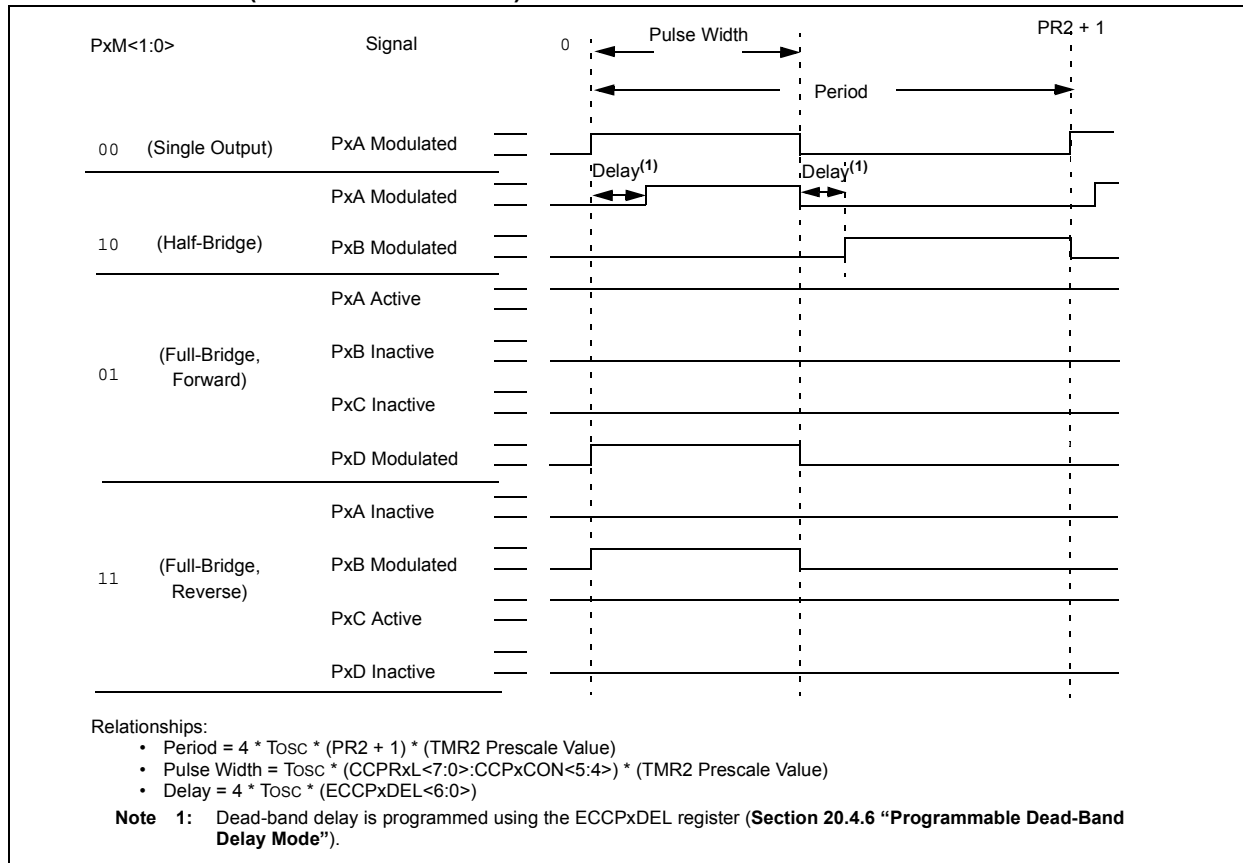 PxM<1:0> Signal 0 Pulse Width PR2 + 1
Period
00 (Single Output) PxA Modulated
Delay(1) Delay(1)
PxA Modulated
10 (Half-Bridge) PxB Modulated
PxA Active
01 (Full-Bridge, Forward) PxB Inactive
PxC Inactive
PxD Modulated
PxA Inactive
11 (Full-Bridge, Reverse) PxB Modulated
PxC Active
PxD Inactive
Relationships:
• Period = 4 * TOSC * (PR2 + 1) * (TMR2 Prescale Value)
• Pulse Width = TOSC * (CCPRxL<7:0>:CCPxCON<5:4>) * (TMR2 Prescale Value)
• Delay = 4 * TOSC * (ECCPxDEL<6:0>)
Note 1: Dead-band delay is programmed using the ECCPxDEL register (Section 20.4.6 “Programmable Dead-Band
Delay Mode”).